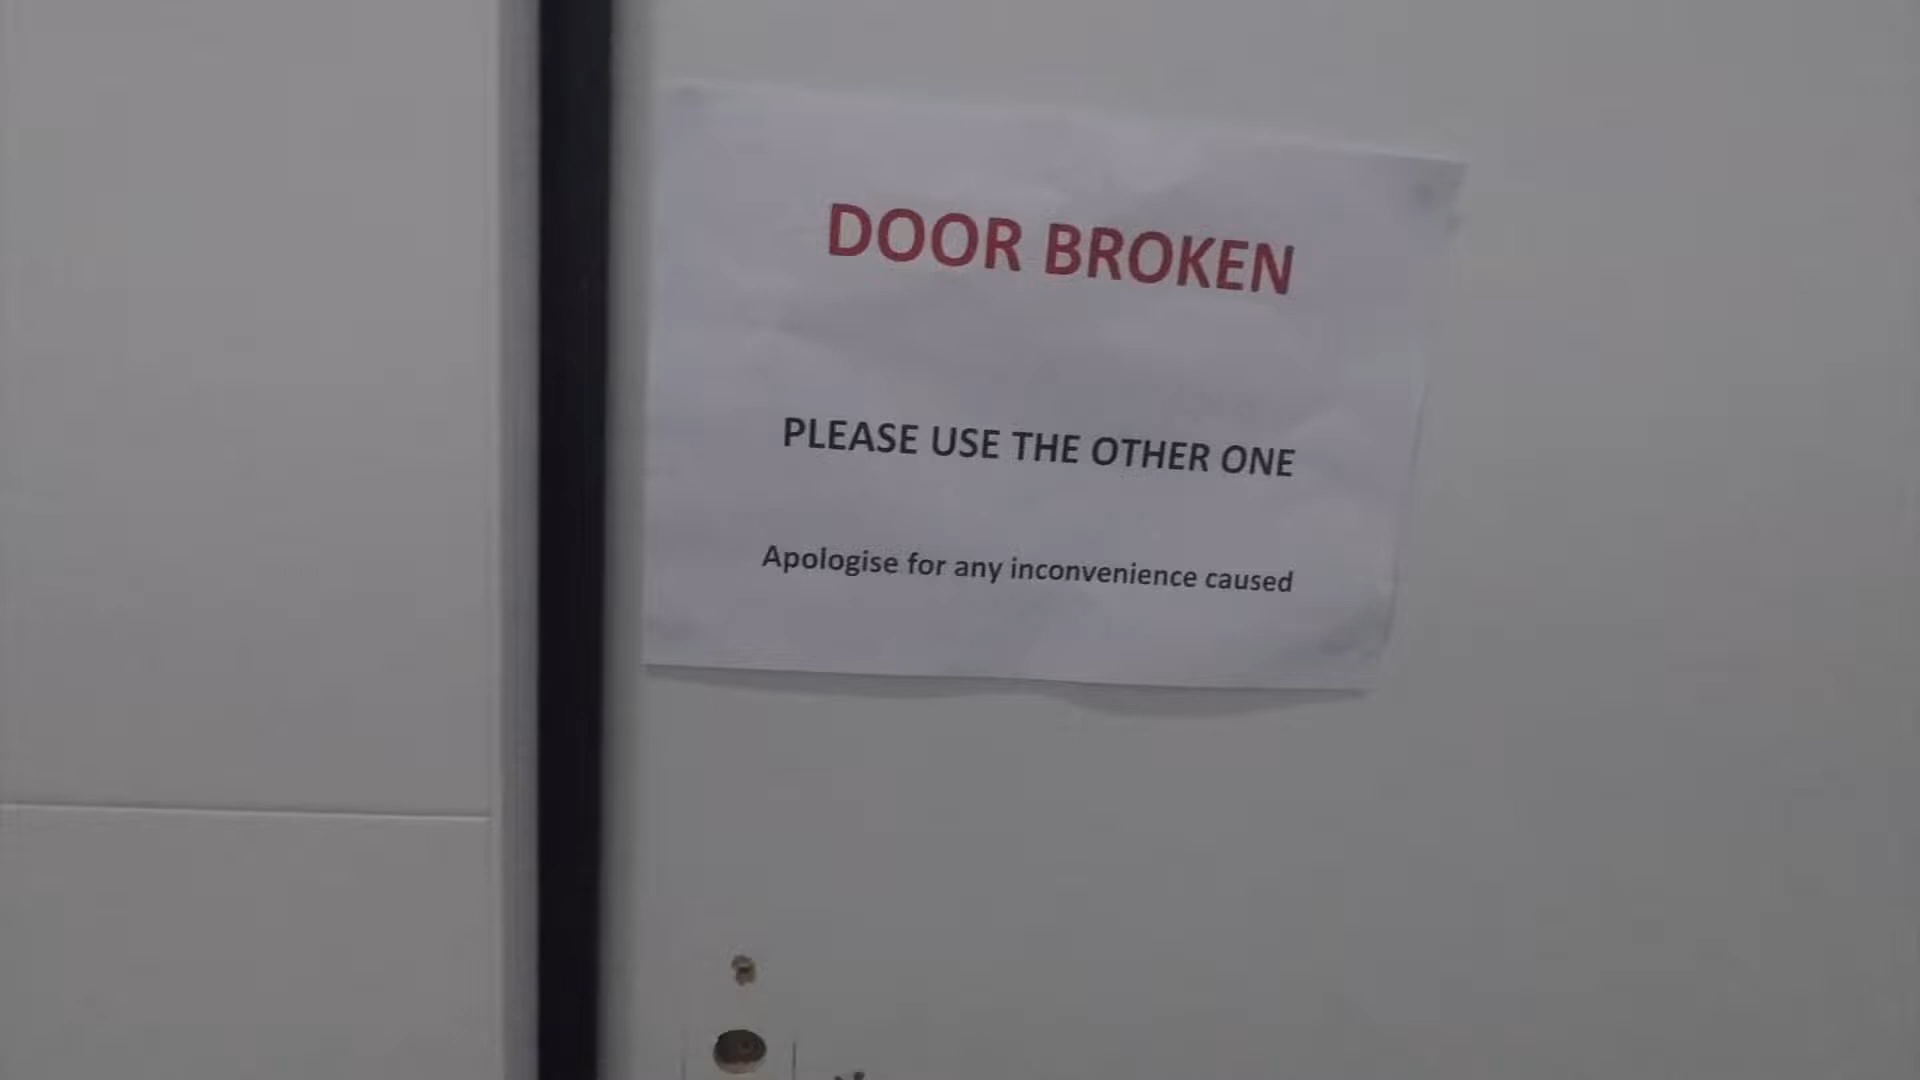 DOOR BROKEN
PLEASE USE THE OTHER ONE
Apologise for any inconvenience caused